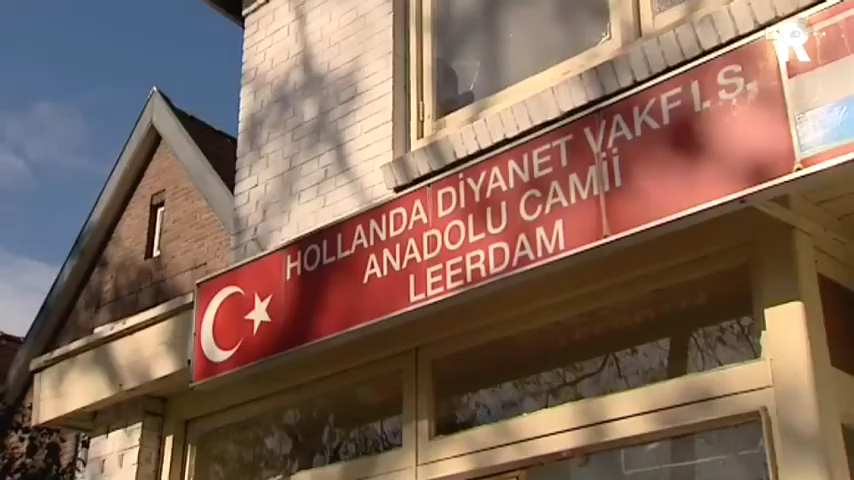 HOLLANDA DİYANET VAKFI.I.S.
ANADOLU CAMİİ
LEERDAM
R